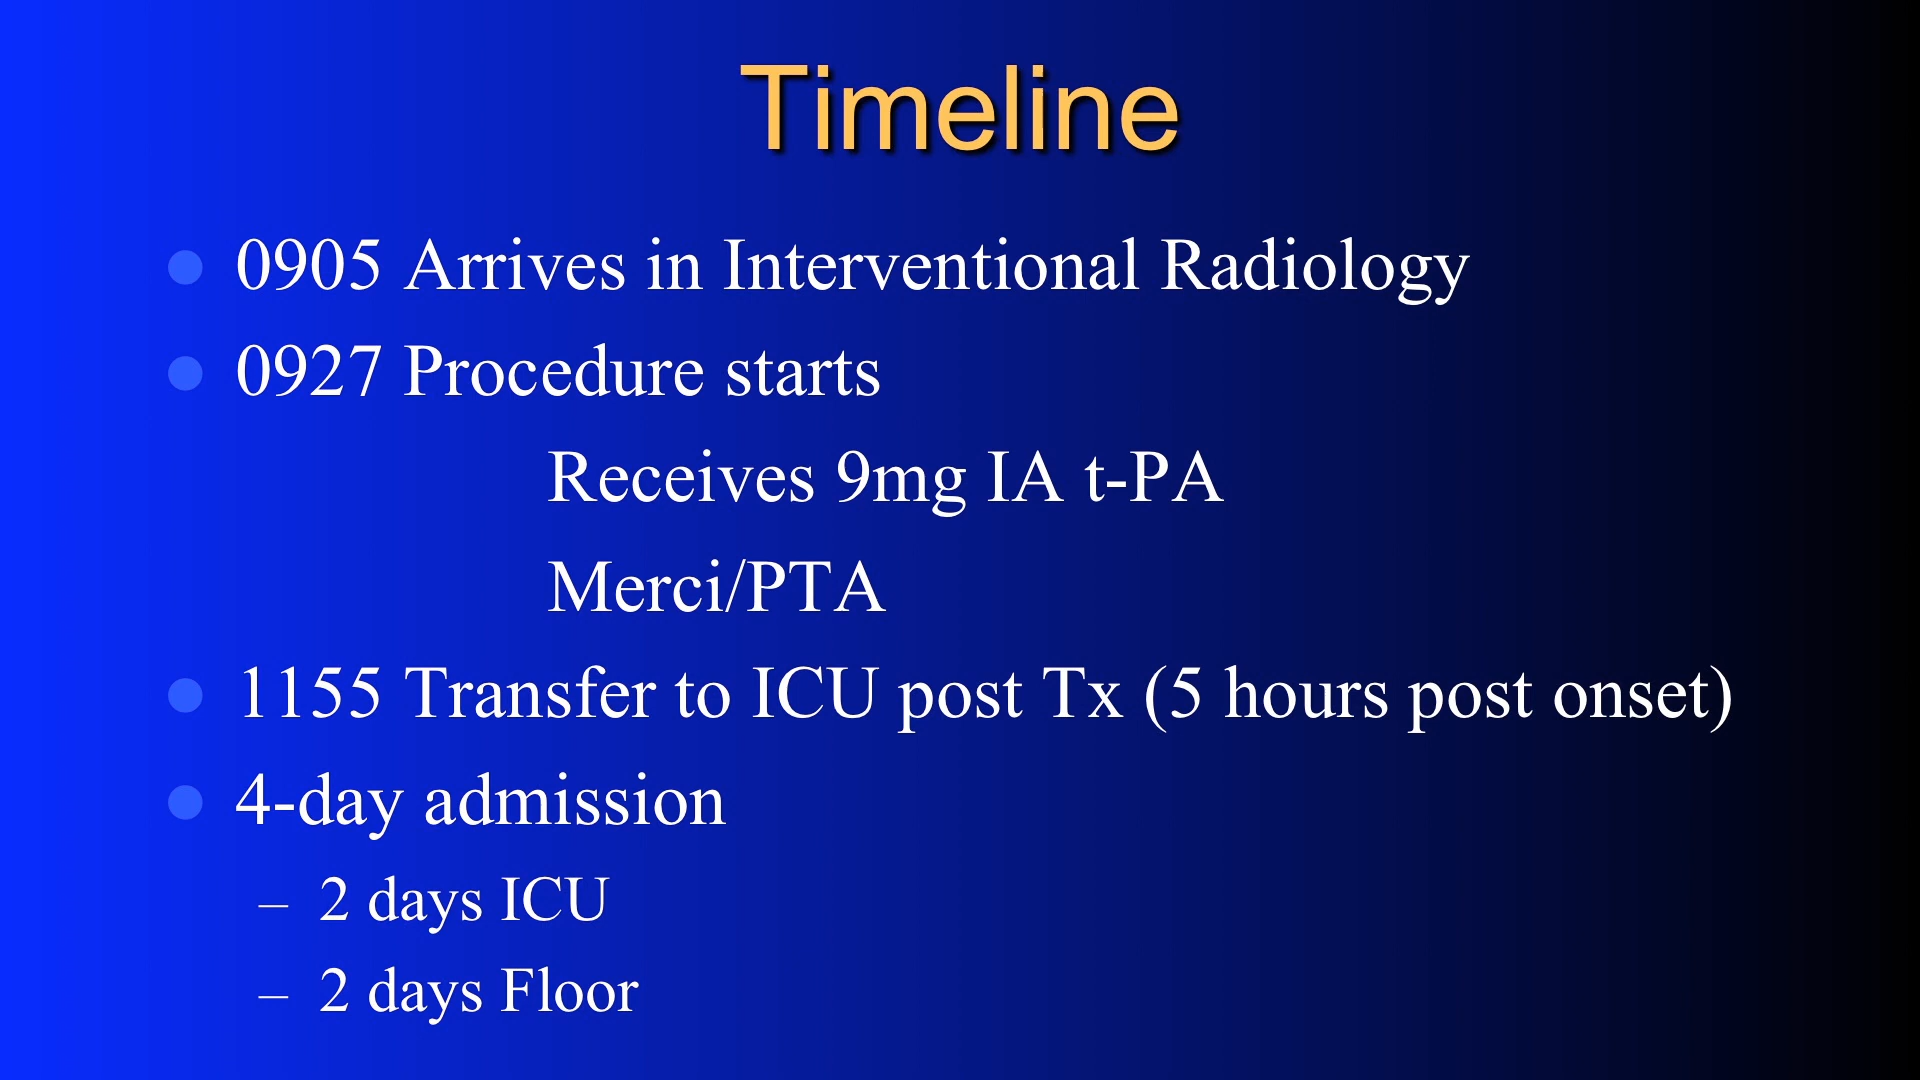 Timeline
0905 Arrives in Interventional Radiology
0927 Procedure starts
Receives 9mg IA t-PA
Merci/PTA
1155 Transfer to ICU post Tx (5 hours post onset)
4-day admission
– 2 days ICU
– 2 days Floor